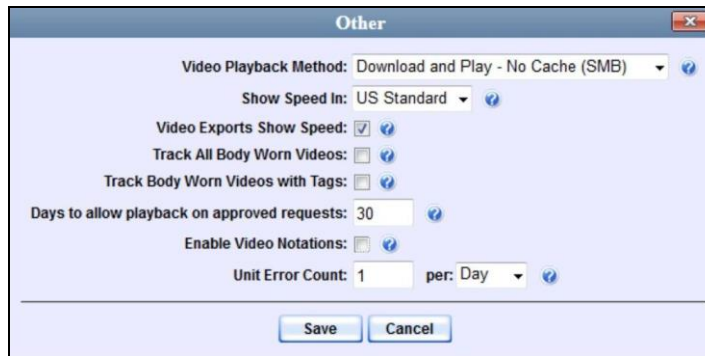 Other
Video Playback Method: Download and Play - No Cache (SMB)
Show Speed In: US Standard
Video Exports Show Speed:
Track All Body Worn Videos:
Track Body Worn Videos with Tags:
Days to allow playback on approved requests: 30
Enable Video Notations:
Unit Error Count: 1 per: Day
Save Cancel